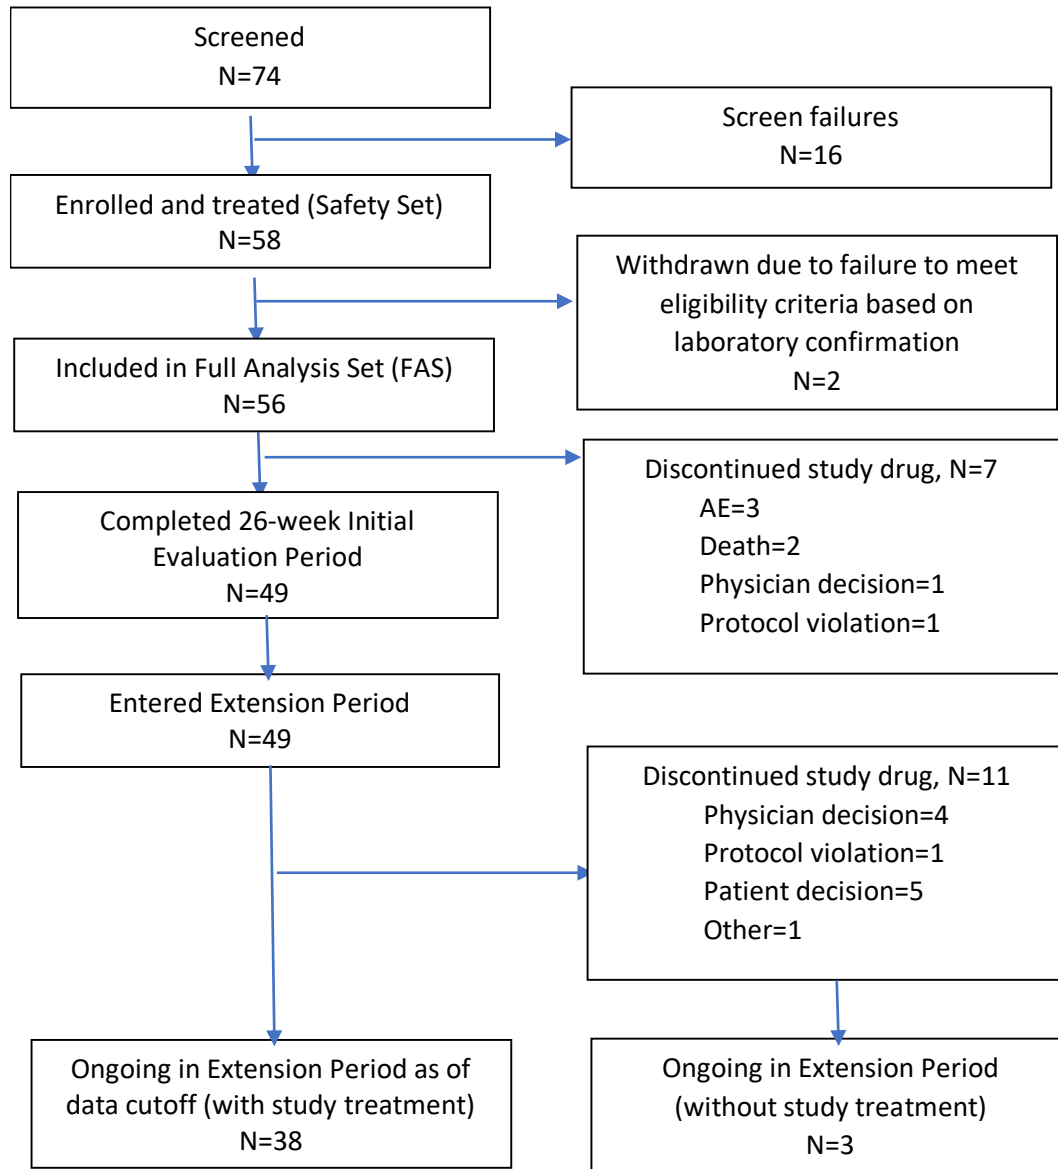 Screened
N=74
Screen failures
N=16
Enrolled and treated (Safety Set)
N=58
Withdrawn due to failure to meet
eligibility criteria based on
laboratory confirmation
N=2
Included in Full Analysis Set (FAS)
N=56
Discontinued study drug, N=7
AE=3
Death=2
Physician decision=1
Protocol violation=1
Completed 26-week Initial
Evaluation Period
N=49
Entered Extension Period
N=49
Discontinued study drug, N=11
Physician decision=4
Protocol violation=1
Patient decision=5
Other=1
Ongoing in Extension Period as of
data cutoff (with study treatment)
N=38
Ongoing in Extension Period
(without study treatment)
N=3